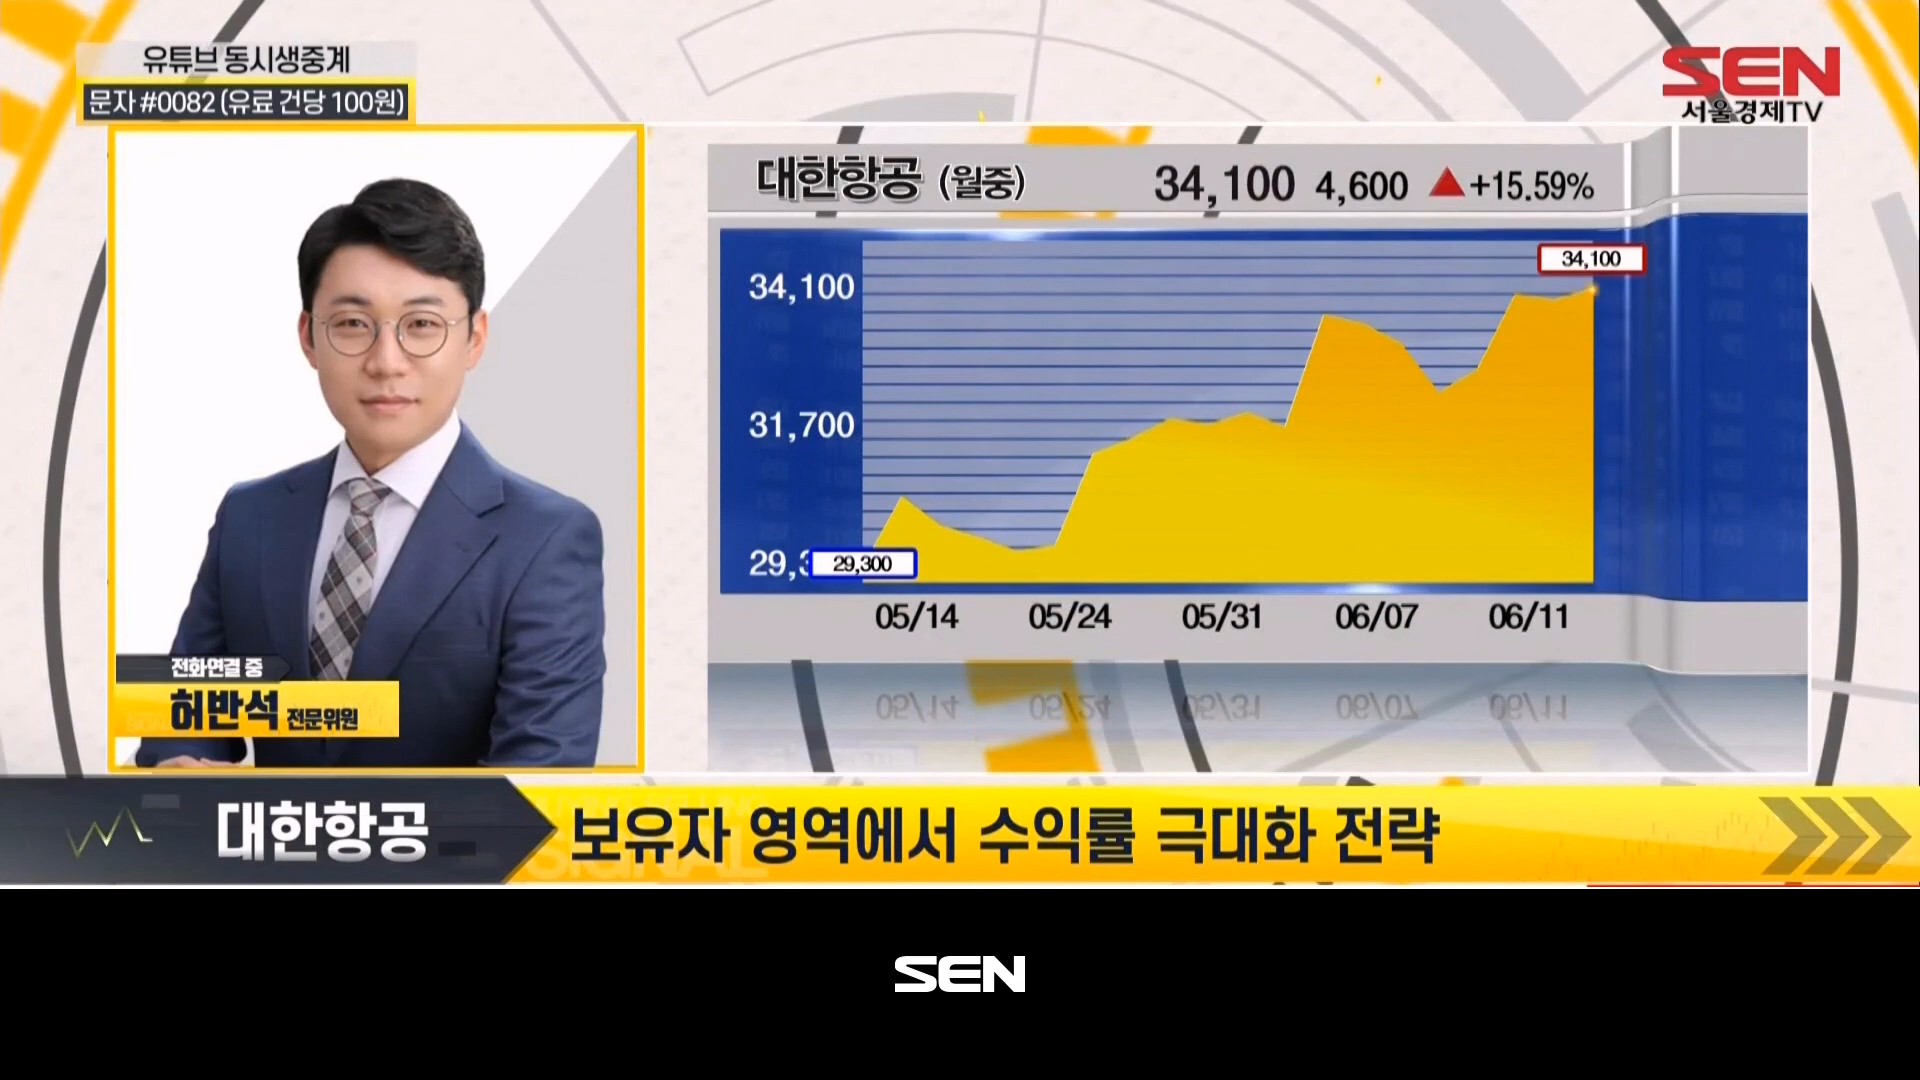 유튜브 동시생중계
문자 #0082 (유료 건당 100원)
SEN
서울경제TV
대한항공 (월중) 34,100 4,600 ▲+15.59%
34,100
34,100
31,700
29,3
29,300
05/14 05/24 05/31 06/07 06/11
전화연결 중
허반석 전문위원
대한항공 보유자 영역에서 수익률 극대화 전략
SEN